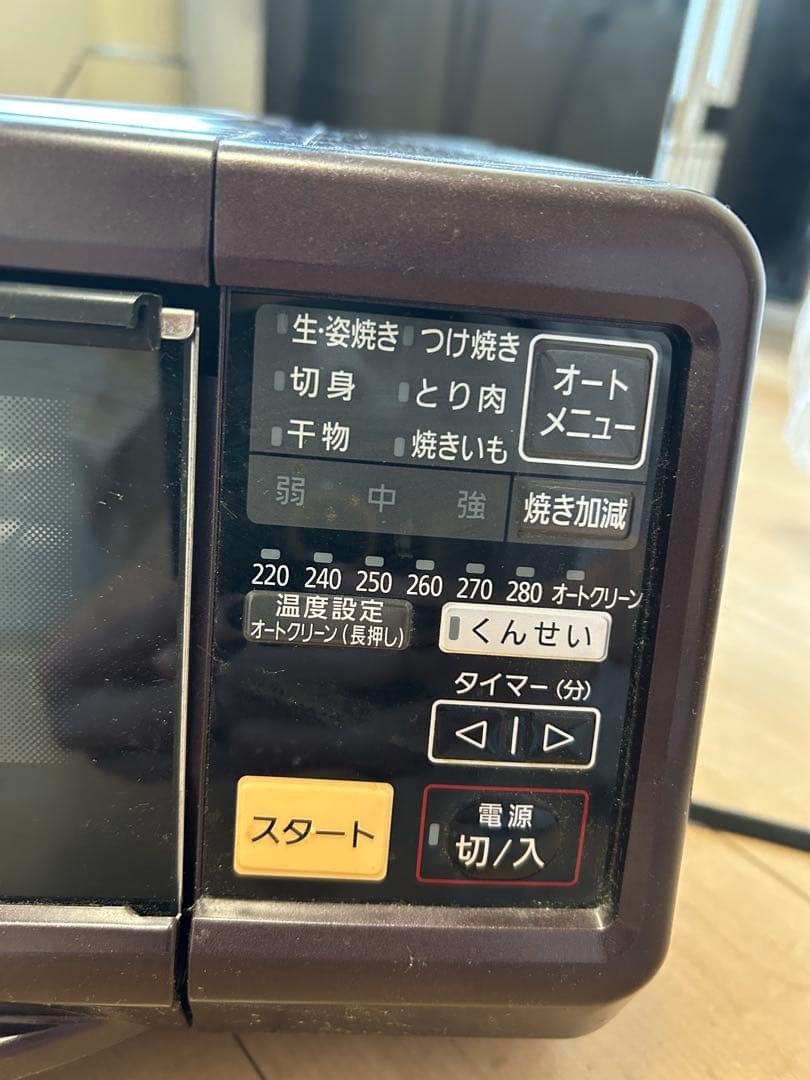 生・姿焼き つけ焼き
切身 とり肉
干物 焼きいも
オート
メニュー
弱 中 強 焼き加減
220 240 250 260 270 280 オートクリーン
温度設定
オートクリーン(長押し)
くんせい
タイマー(分)
スタート
電源
切/入